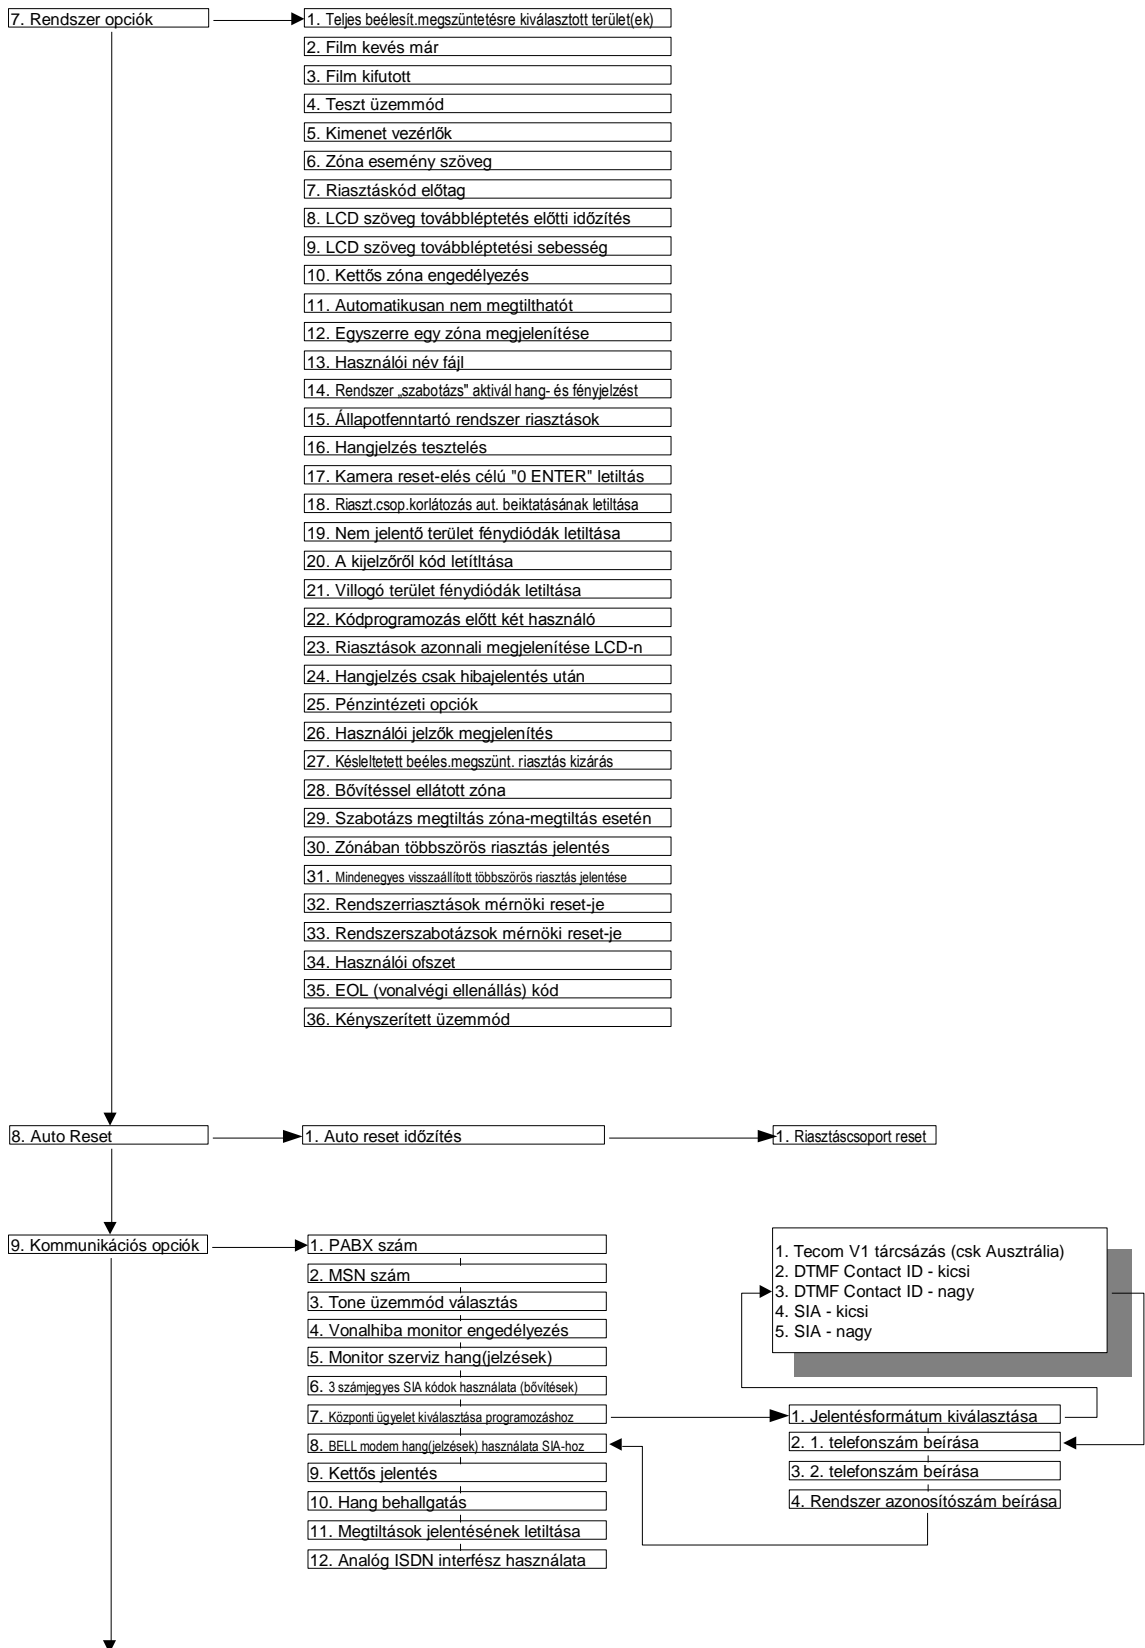 7. Rendszer opciók
1. Teljes beélesít.megszüntetésre kiválasztott terület(ek)
2. Film kevés már
3. Film kifutott
4. Teszt üzemmód
5. Kimenet vezérlők
6. Zóna esemény szöveg
7. Riasztáskód előtag
8. LCD szöveg továbbléptetés előtti időzítés
9. LCD szöveg továbbléptetési sebesség
10. Kettős zóna engedélyezés
11. Automatikusan nem megtilthatót
12. Egyszerre egy zóna megjelenítése
13. Használói név fájl
14. Rendszer „szabotázs" aktivál hang- és fényjelzést
15. Állapotfenntartó rendszer riasztások
16. Hangjelzés tesztelés
17. Kamera reset-elés célú "0 ENTER" letiltás
18. Riaszt.csop.korlátozás aut. beiktatásának letiltása
19. Nem jelentő terület fénydiódák letiltása
20. A kijelzőről kód letítltása
21. Villogó terület fénydiódák letiltása
22. Kódprogramozás előtt két használó
23. Riasztások azonnali megjelenítése LCD-n
24. Hangjelzés csak hibajelentés után
25. Pénzintézeti opciók
26. Használói jelzők megjelenítés
27. Késleltetett beéles.megszünt. riasztás kizárás
28. Bővítéssel ellátott zóna
29. Szabotázs megtiltás zóna-megtiltás esetén
30. Zónában többszörös riasztás jelentés
31. Mindenegyes visszaállított többszörös riasztás jelentése
32. Rendszerriasztások mérnöki reset-je
33. Rendszerszabotázsok mérnöki reset-je
34. Használói ofszet
35. EOL (vonalvégi ellenállás) kód
36. Kényszerített üzemmód
8. Auto Reset
1. Auto reset időzítés
1. Riasztáscsoport reset
9. Kommunikációs opciók
1. PABX szám
2. MSN szám
3. Tone üzemmód választás
4. Vonalhiba monitor engedélyezés
5. Monitor szerviz hang(jelzések)
6. 3 számjegyes SIA kódok használata (bővítések)
7. Központi ügyelet kiválasztása programozáshoz
8. BELL modem hang(jelzések) használata SIA-hoz
9. Kettős jelentés
10. Hang behallgatás
11. Megtiltások jelentésének letiltása
12. Analóg ISDN interfész használata
1. Tecom V1 tárcsázás (csk Ausztrália)
2. DTMF Contact ID - kicsi
3. DTMF Contact ID - nagy
4. SIA - kicsi
5. SIA - nagy
1. Jelentésformátum kiválasztása
2. 1. telefonszám beírása
3. 2. telefonszám beírása
4. Rendszer azonosítószám beírása